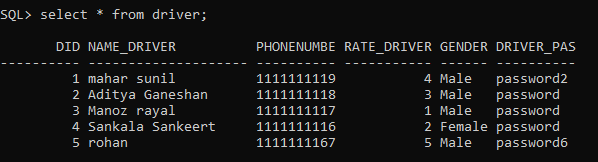 SQL> select * from driver;
DID NAME_DRIVER PHONENUMBE RATE_DRIVER GENDER DRIVER_PAS
---------- -------------------- ---------- ----------- ------ ----------
1 mahar sunil 1111111119 4 Male password2
2 Aditya Ganeshan 1111111118 3 Male password
3 Manoz rayal 1111111117 1 Male password
4 Sankala Sankeert 1111111116 2 Female password
5 rohan 1111111167 5 Male password6